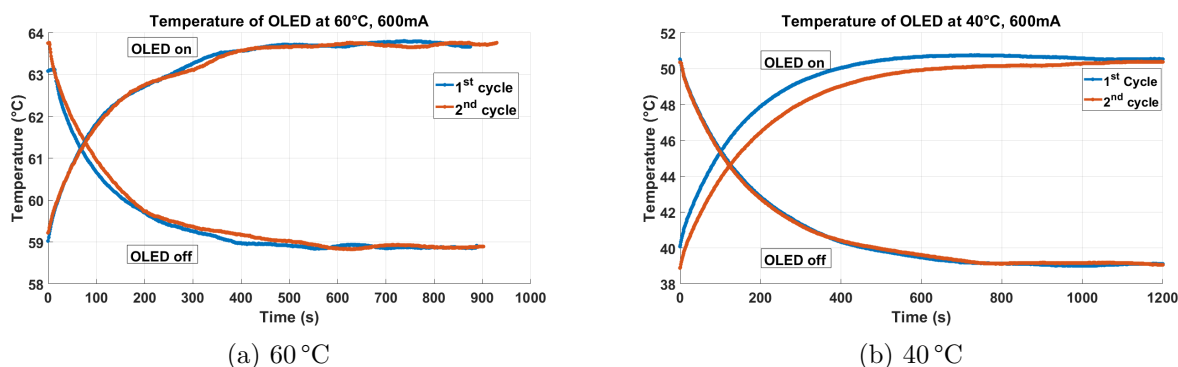 Temperature of OLED at 60°C, 600mA
64
63
62
61
60
59
58
Temperature (°C)
OLED on
1st cycle
2nd cycle
OLED off
0 100 200 300 400 500 600 700 800 900 1000
Time (s)
(a) 60 °C
Temperature of OLED at 40°C, 600mA
52
50
48
46
44
42
40
38
Temperature (°C)
OLED on
1st Cycle
2nd cycle
OLED off
0 200 400 600 800 1000 1200
Time (s)
(b) 40 °C